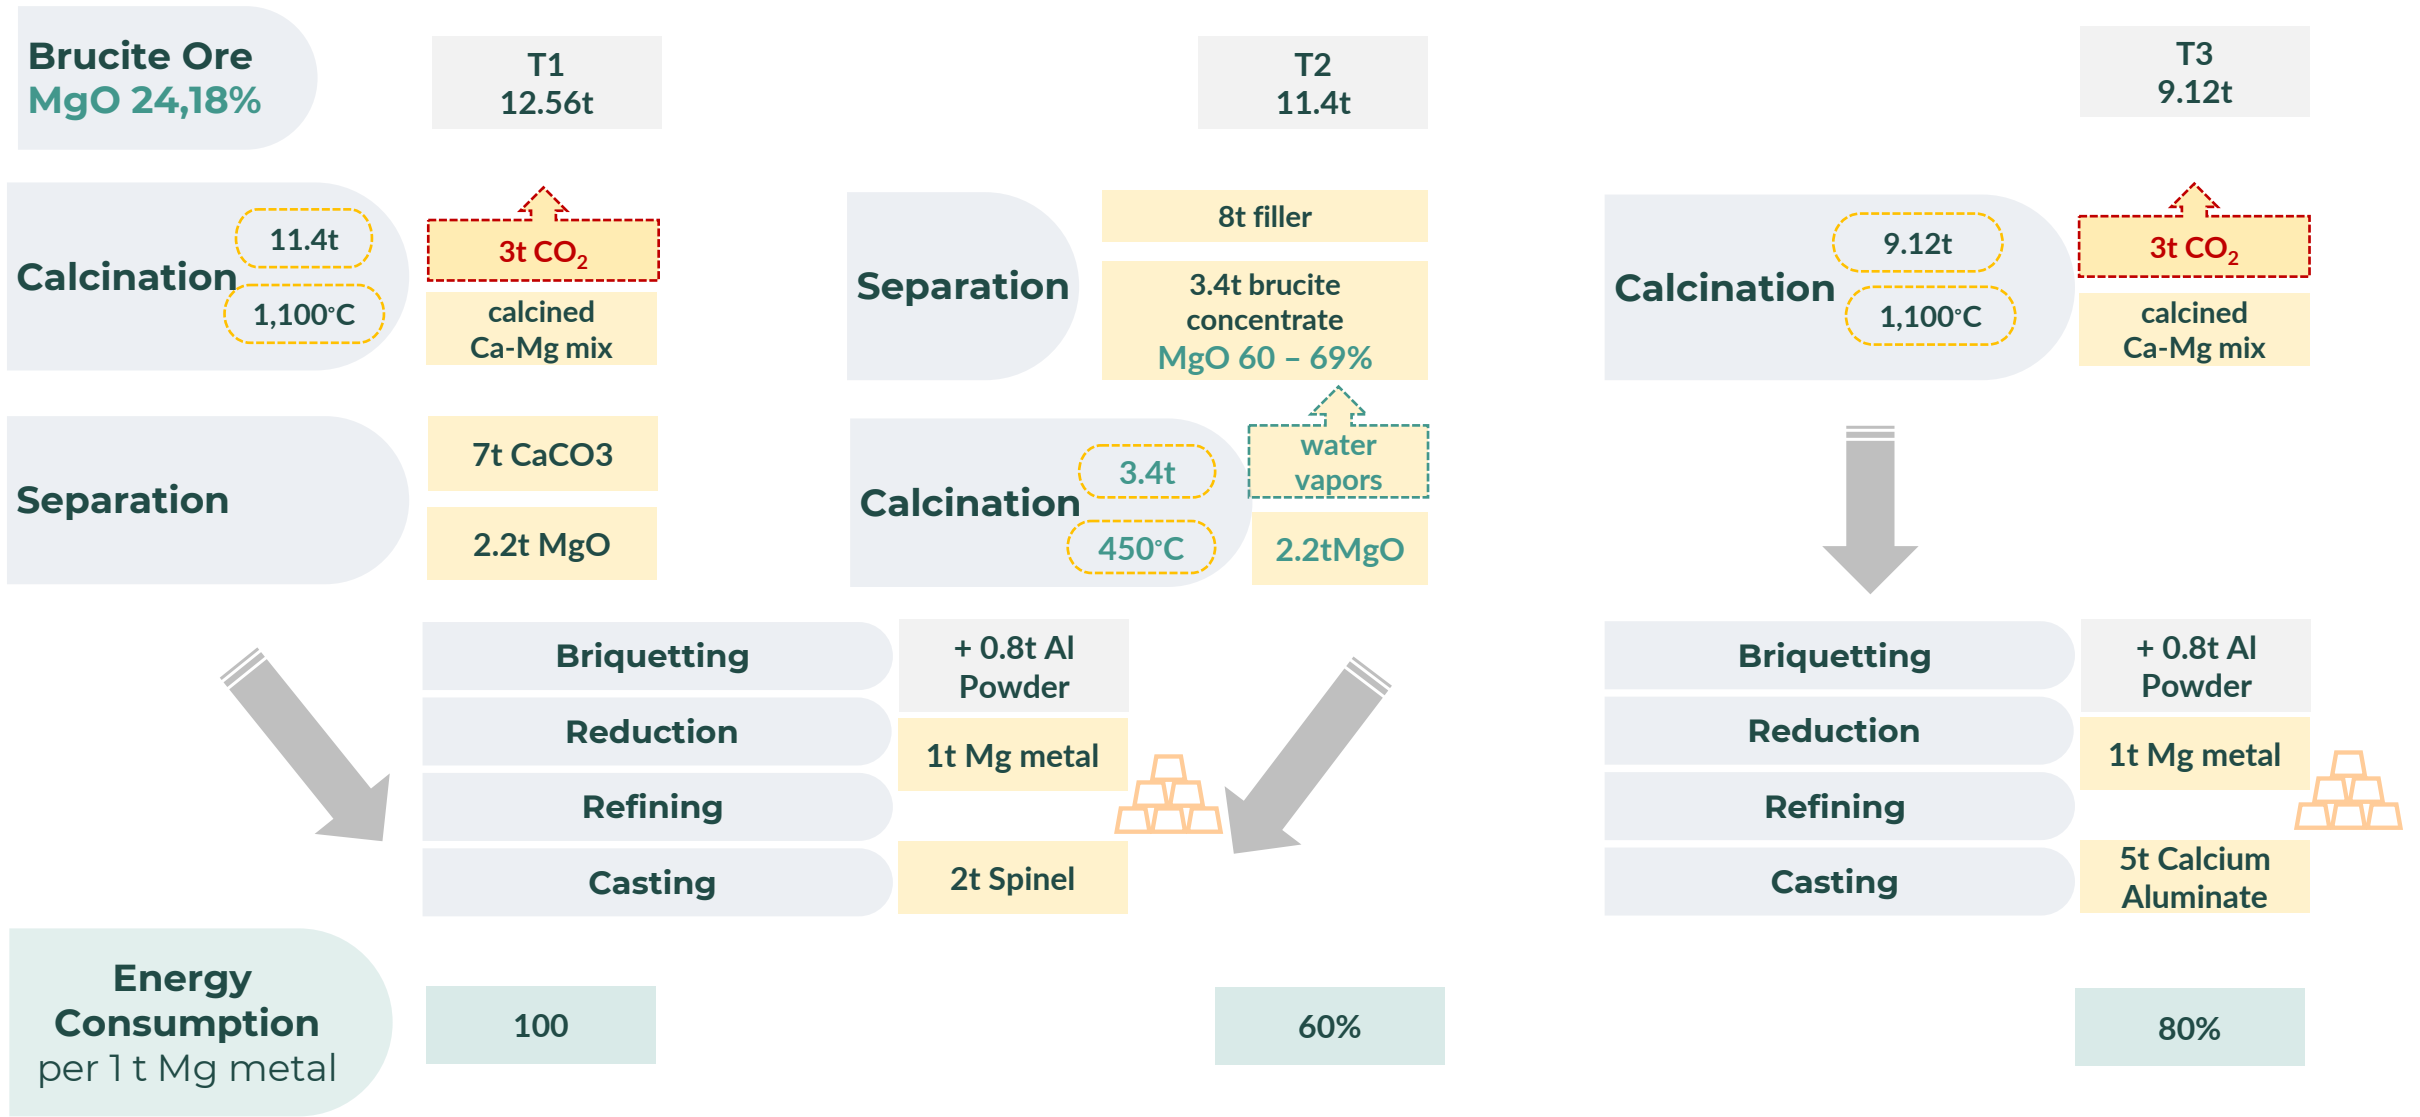 Brucite Ore
MgO 24,18%
T1
12.56t
T2
11.4t
T3
9.12t
Calcination
11.4t
1,100°C
3t CO₂
calcined
Ca-Mg mix
Separation
7t CaCO3
2.2t MgO
Separation
8t filler
3.4t brucite
concentrate
MgO 60 – 69%
Calcination
3.4t
450°C
water
vapors
2.2tMgO
Calcination
9.12t
1,100°C
3t CO₂
calcined
Ca-Mg mix
Briquetting
+ 0.8t Al
Powder
Reduction
1t Mg metal
Refining
Casting
2t Spinel
Briquetting
+ 0.8t Al
Powder
Reduction
1t Mg metal
Refining
Casting
5t Calcium
Aluminate
Energy
Consumption
per 1 t Mg metal
100
60%
80%